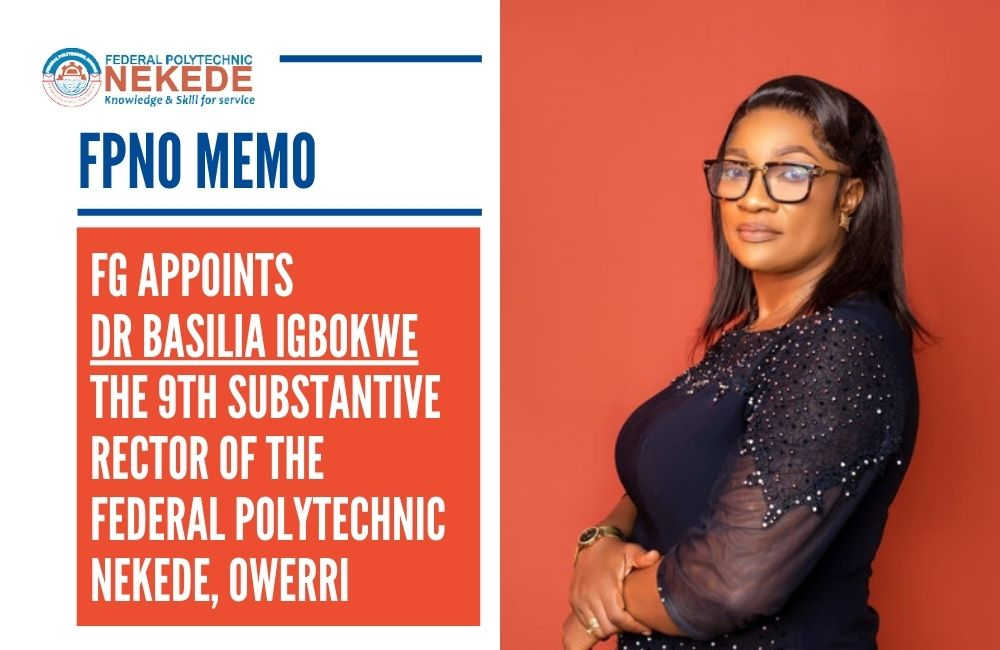 FEDERAL POLYTECHNIC
NEKEDE
Knowledge & Skill for service
FPNO MEMO
FG APPOINTS
DR BASILIA IGBOKWE
THE 9TH SUBSTANTIVE
RECTOR OF THE
FEDERAL POLYTECHNIC
NEKEDE, OWERRI